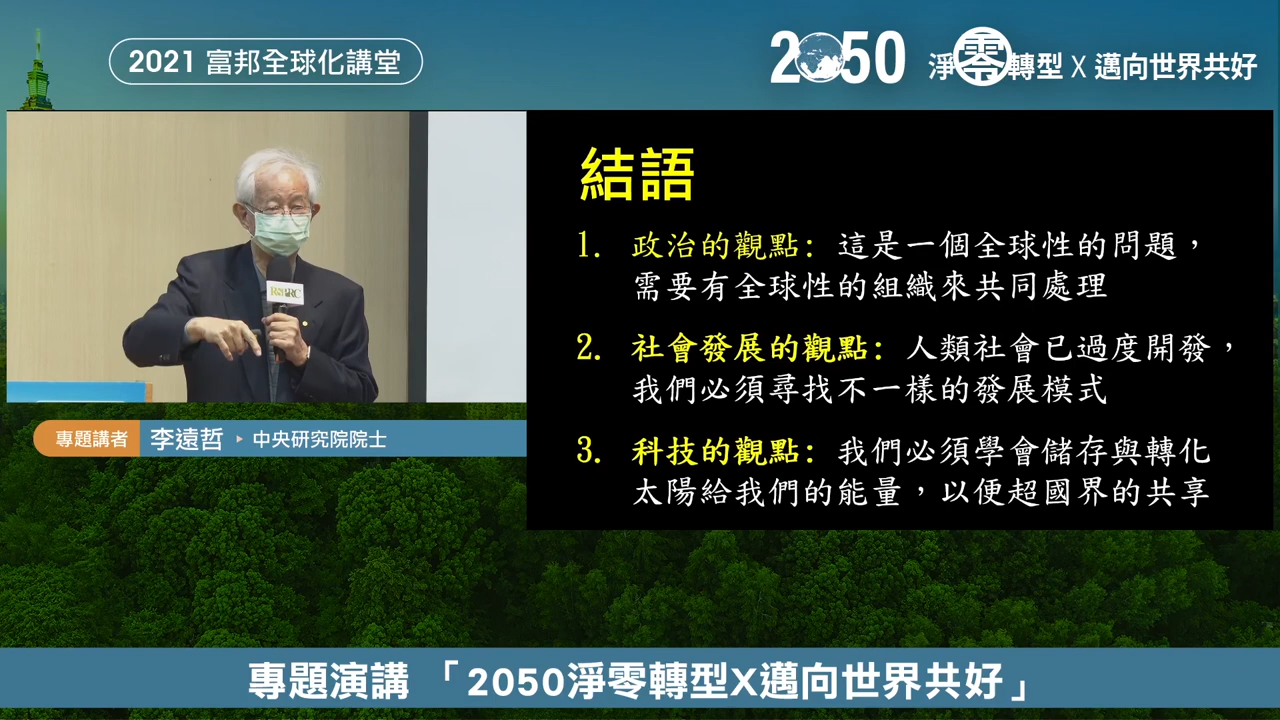 2021 富邦全球化講堂
2050 淨零轉型 X 邁向世界共好
結語
1. 政治的觀點: 這是一個全球性的問題，
需要有全球性的組織來共同處理
2. 社會發展的觀點: 人類社會已過度開發，
我們必須尋找不一樣的發展模式
3. 科技的觀點: 我們必須學會儲存與轉化
太陽給我們的能量，以便超國界的共享
專題講者 李遠哲 ▸ 中央研究院院士
專題演講 「2050淨零轉型X邁向世界共好」